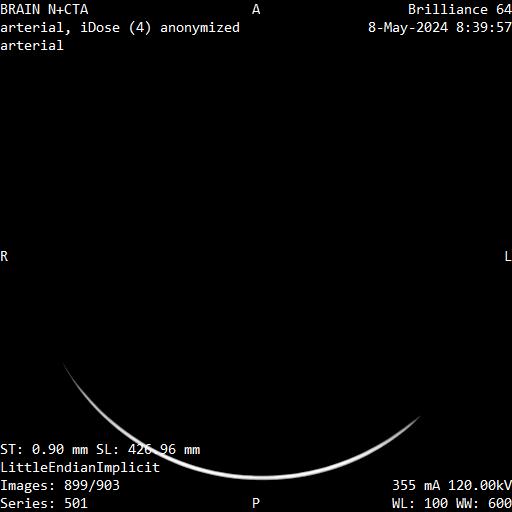 BRAIN N+CTA
A
Brilliance 64
arterial, iDose (4) anonymized
8-May-2024 8:39:57
arterial
R
L
ST: 0.90 mm SL: 426.96 mm
LittleEndianImplicit
Images: 899/903
355 mA 120.00kV
Series: 501
P
WL: 100 WW: 600